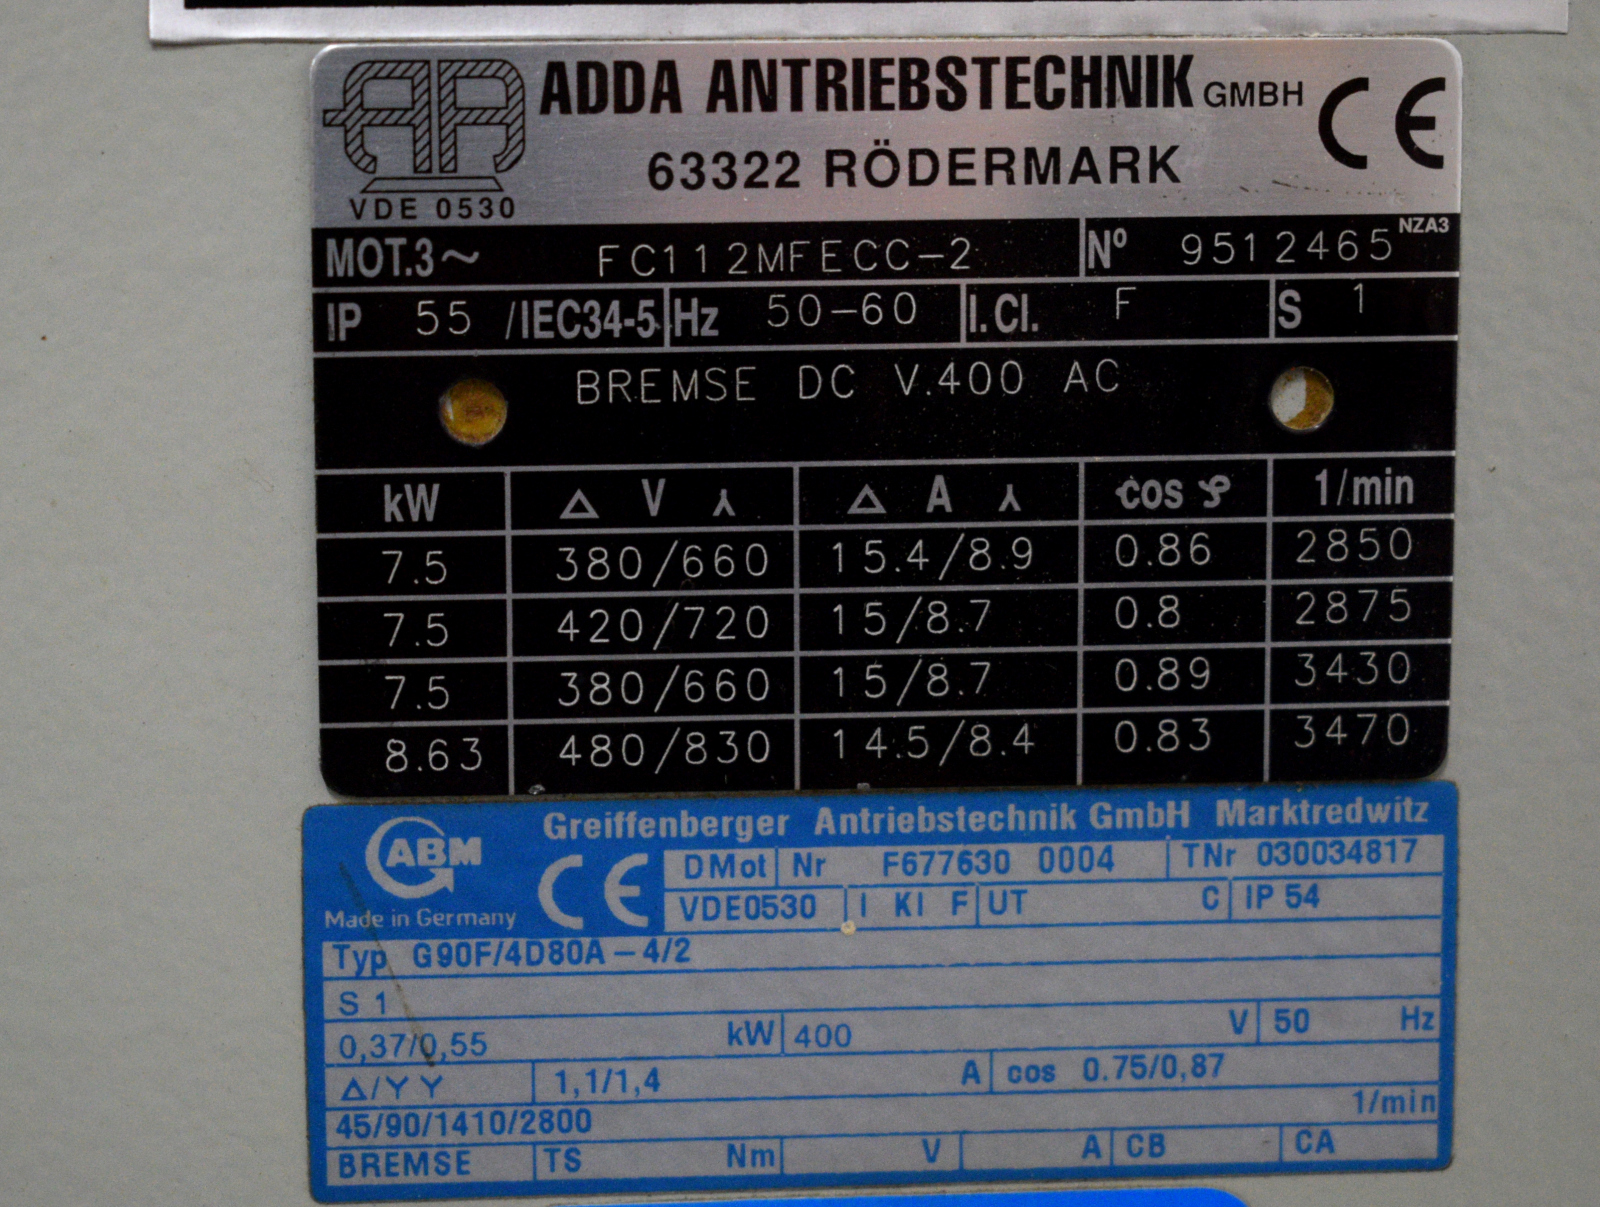 ADDA ANTRIEBSTECHNIK GMBH CE
63322 RÖDERMARK
VDE 0530
MOT.3~ FC112MFECC-2 Nº 9512465 NZA3
IP 55 /IEC34-5 Hz 50-60 I.Cl. F S 1
BREMSE DC V.400 AC
kW △ V ⅄ △ A ⅄ cos φ 1/min
7.5 380/660 15.4/8.9 0.86 2850
7.5 420/720 15/8.7 0.8 2875
7.5 380/660 15/8.7 0.89 3430
8.63 480/830 14.5/8.4 0.83 3470
Greiffenberger Antriebstechnik GmbH Marktredwitz
ABM
Made in Germany
CE
DMot Nr F677630 0004 TNr 030034817
VDE0530 I KI F UT C IP 54
Typ G90F/4D80A-4/2
S 1
0,37/0,55 kW 400 V 50 Hz
△/Y Y 1,1/1,4 A cos 0.75/0,87
45/90/1410/2800 1/min
BREMSE TS Nm V A CB CA